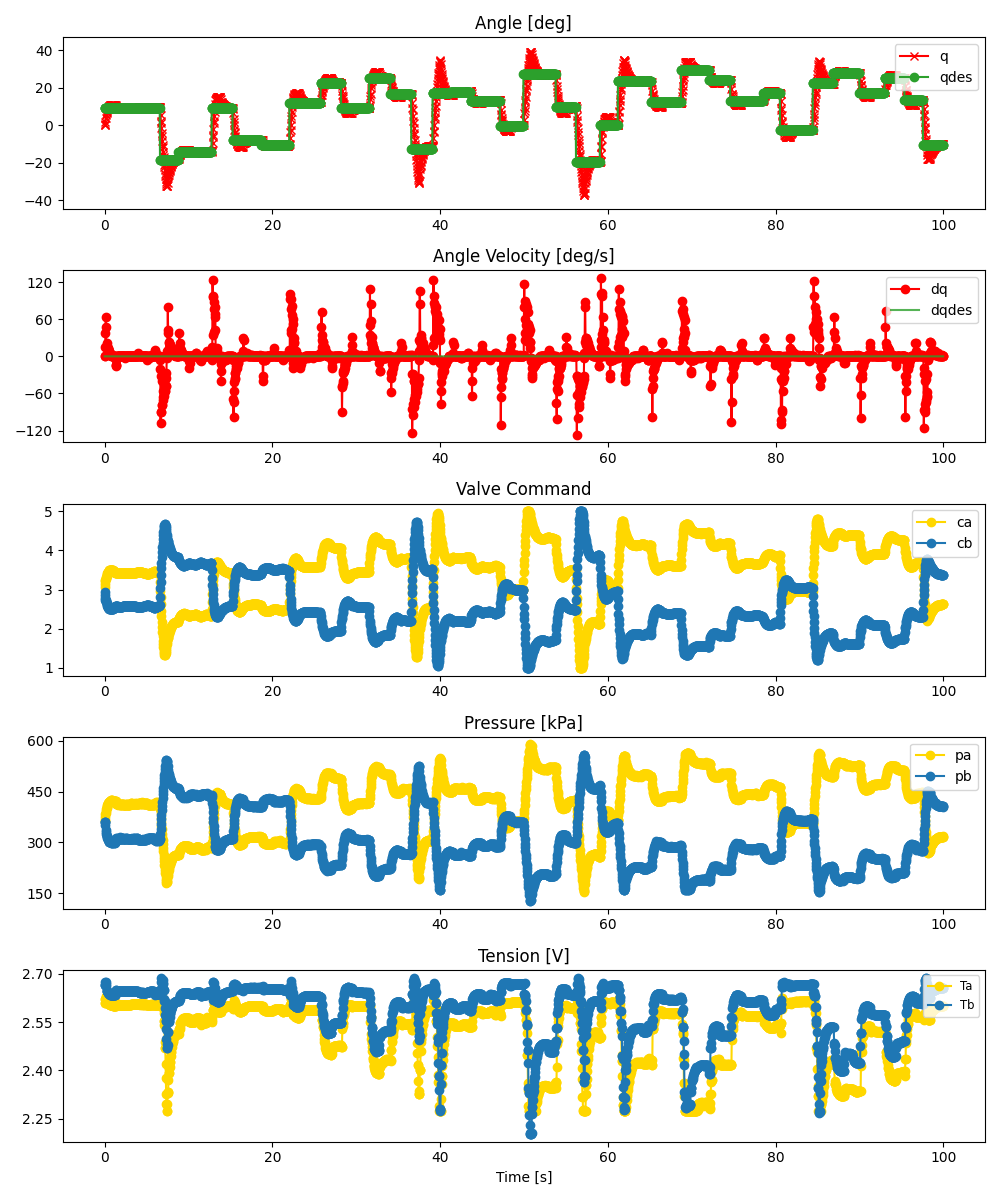 Angle [deg]
40
20
0
−20
−40
q
qdes
0 20 40 60 80 100
Angle Velocity [deg/s]
120
60
0
−60
−120
dq
dqdes
0 20 40 60 80 100
Valve Command
5
4
3
2
1
ca
cb
0 20 40 60 80 100
Pressure [kPa]
600
450
300
150
pa
pb
0 20 40 60 80 100
Tension [V]
2.70
2.55
2.40
2.25
Ta
Tb
0 20 40 60 80 100
Time [s]